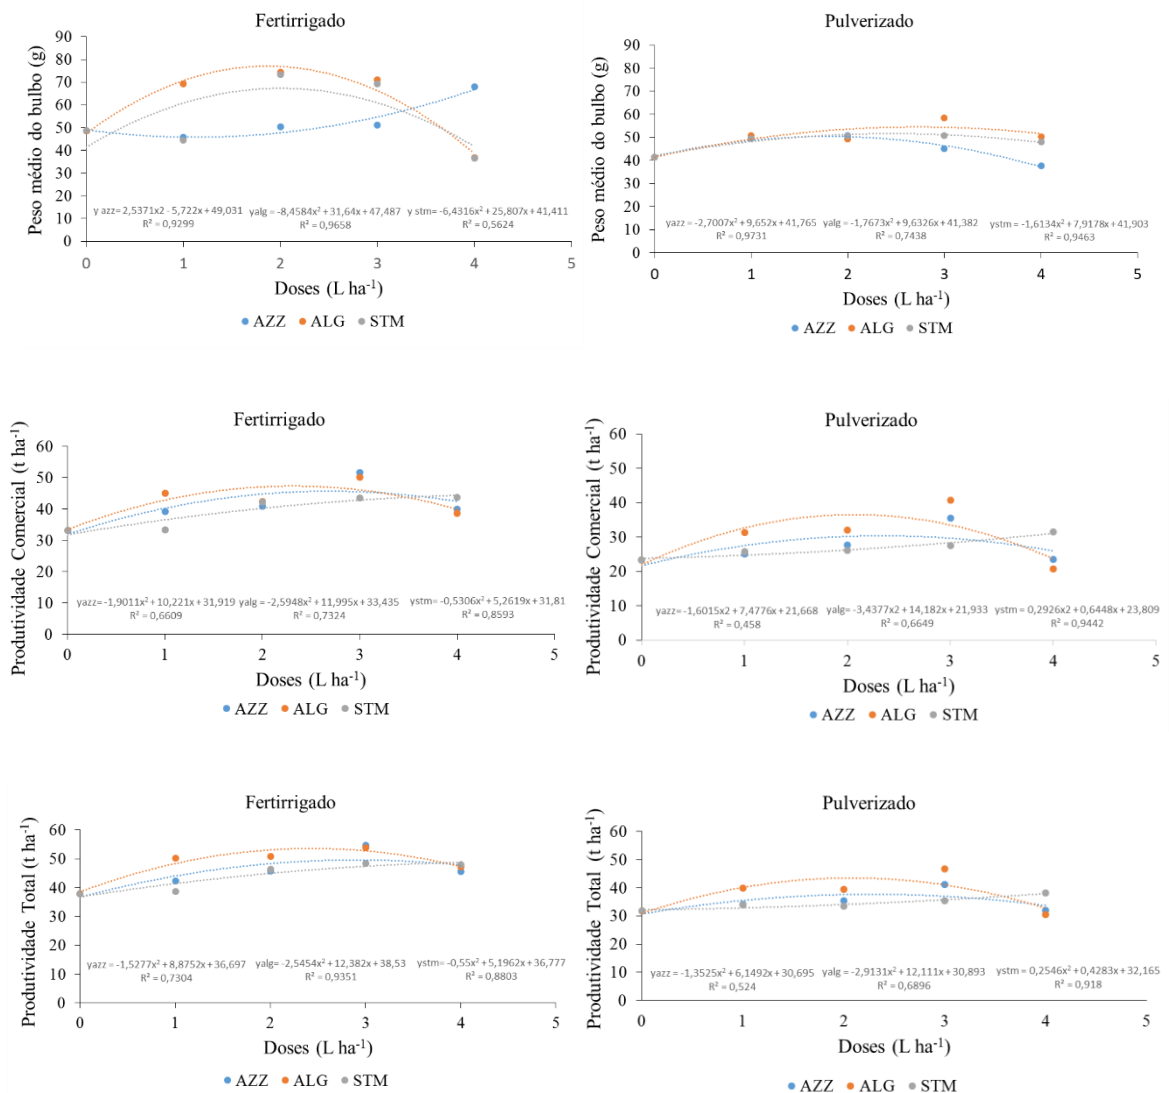 Fertirrigado
Peso médio do bulbo (g)
90
80
70
60
50
40
30
20
10
0
y azz= 2,5371x2 - 5,722x + 49,031
R² = 0,9299
yalg= -8,4584x² + 31,64x + 47,487
R² = 0,9658
y stm= -6,4316x² + 25,807x + 41,411
R² = 0,5624
0 1 2 3 4 5
Doses (L ha-1)
AZZ ALG STM
Pulverizado
Peso médio do bulbo (g)
90
80
70
60
50
40
30
20
10
0
yazz= -2,7007x² + 9,652x + 41,765
R² = 0,9731
yalg= -1,7673x² + 9,6326x + 41,382
R² = 0,7438
ystm= -1,6134x² + 7,9178x + 41,903
R² = 0,9463
0 1 2 3 4 5
Doses (L ha-1)
AZZ ALG STM
Fertirrigado
Produtividade Comercial (t ha-1)
60
50
40
30
20
10
0
yazz= -1,9011x² + 10,221x + 31,919
R² = 0,6609
yalg= -2,5948x² + 11,995x + 33,435
R² = 0,7324
ystm= -0,5306x² + 5,2619x + 31,81
R² = 0,8593
0 1 2 3 4 5
Doses (L ha-1)
AZZ ALG STM
Pulverizado
Produtividade Comercial (t ha-1)
60
50
40
30
20
10
0
yazz= -1,6015x² + 7,4776x + 21,668
R² = 0,458
yalg= -3,4377x² + 14,182x + 21,933
R² = 0,6649
ystm= 0,2926x2 + 0,6448x + 23,809
R² = 0,9442
0 1 2 3 4 5
Doses (L ha-1)
AZZ ALG STM
Fertirrigado
Produtividade Total (t ha-1)
60
50
40
30
20
10
0
yazz= -1,5277x² + 8,8752x + 36,697
R² = 0,7304
yalg= -2,5454x² + 12,382x + 38,53
R² = 0,9351
ystm= -0,55x² + 5,1962x + 36,777
R² = 0,8803
0 1 2 3 4 5
Doses (L ha-1)
AZZ ALG STM
Pulverizado
Produtividade Total (t ha-1)
60
50
40
30
20
10
0
yazz= -1,3525x² + 6,1492x + 30,695
R² = 0,524
yalg= -2,9131x² + 12,111x + 30,893
R² = 0,6896
ystm= 0,2546x² + 0,4283x + 32,165
R² = 0,918
0 1 2 3 4 5
Doses (L ha-1)
AZZ ALG STM